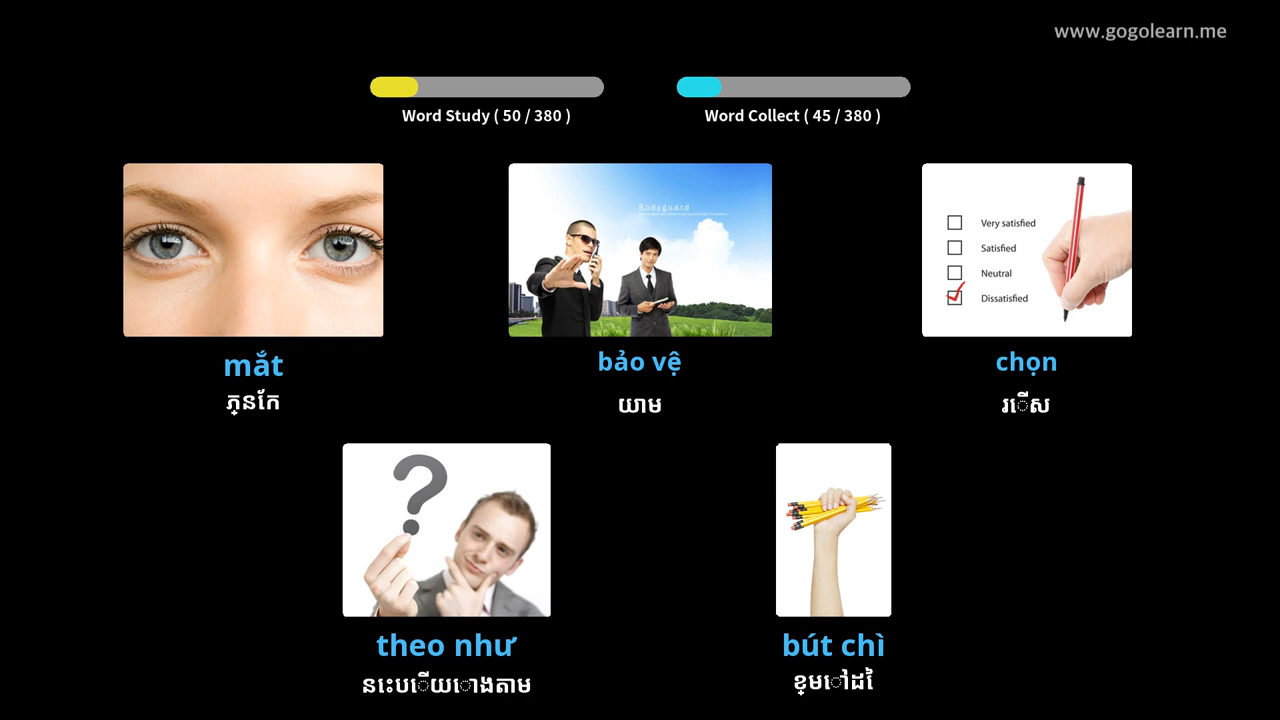 www.gogolearn.me
Word Study ( 50 / 380 )
Word Collect ( 45 / 380 )
Bodyguard
Very satisfied
Satisfied
Neutral
Dissatisfied
mắt
ភ្នែក
bảo vệ
យាម
chọn
រើស
theo như
នេះបើយោងតាម
bút chì
ខ្មៅដៃ